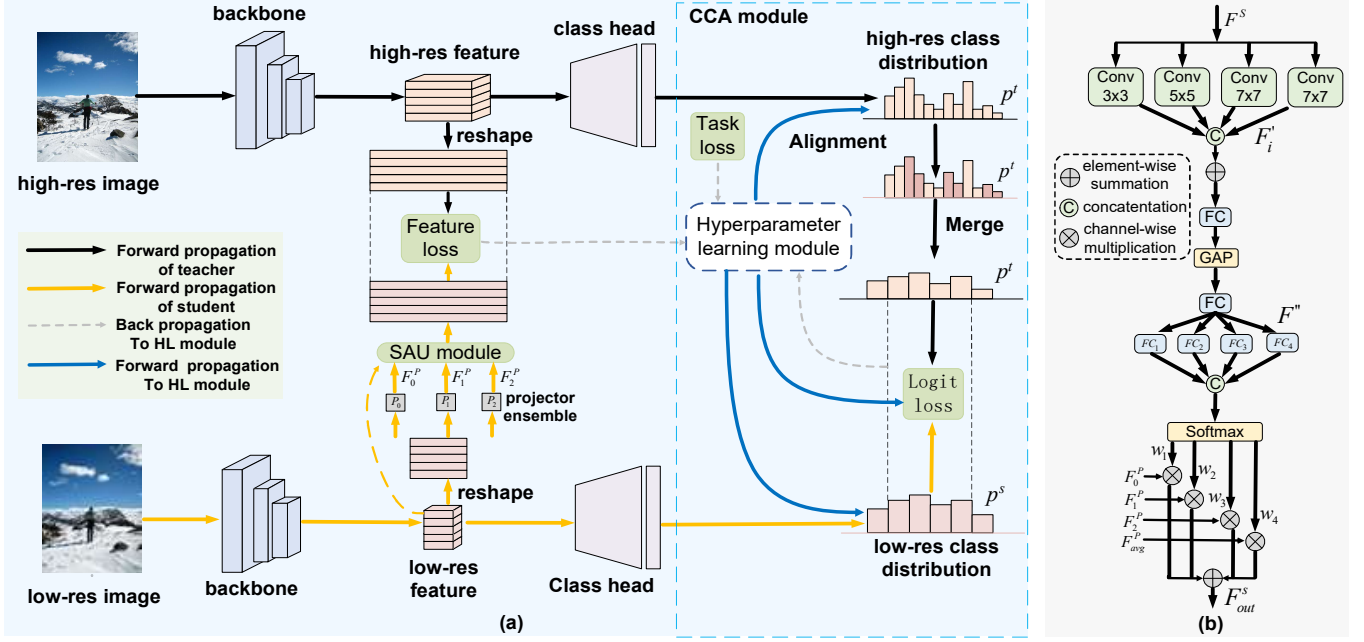 backbone
high-res feature
class head
CCA module
high-res class
distribution
p^t
reshape
Task
loss
Alignment
high-res image
p^t
Feature
loss
Hyperparameter
learning module
Merge
Forward propagation
of teacher
Forward propagation
of student
Back propagation
To HL module
Forward propagation
To HL module
p^t
SAU module
F_0^P
F_1^P
F_2^P
P_0
P_1
P_2
projector
ensemble
Logit
loss
reshape
p^s
low-res image
backbone
low-res
feature
Class head
low-res class
distribution
(a)
F^s
Conv
3x3
Conv
5x5
Conv
7x7
Conv
7x7
C
F_i^'
element-wise
summation
C
concatentation
channel-wise
multiplication
FC
GAP
FC
F^"
FC_1
FC_2
FC_3
FC_4
C
Softmax
w_1
w_2
w_3
w_4
F_0^P
F_1^P
F_2^P
F_avg^P
F_out^s
(b)